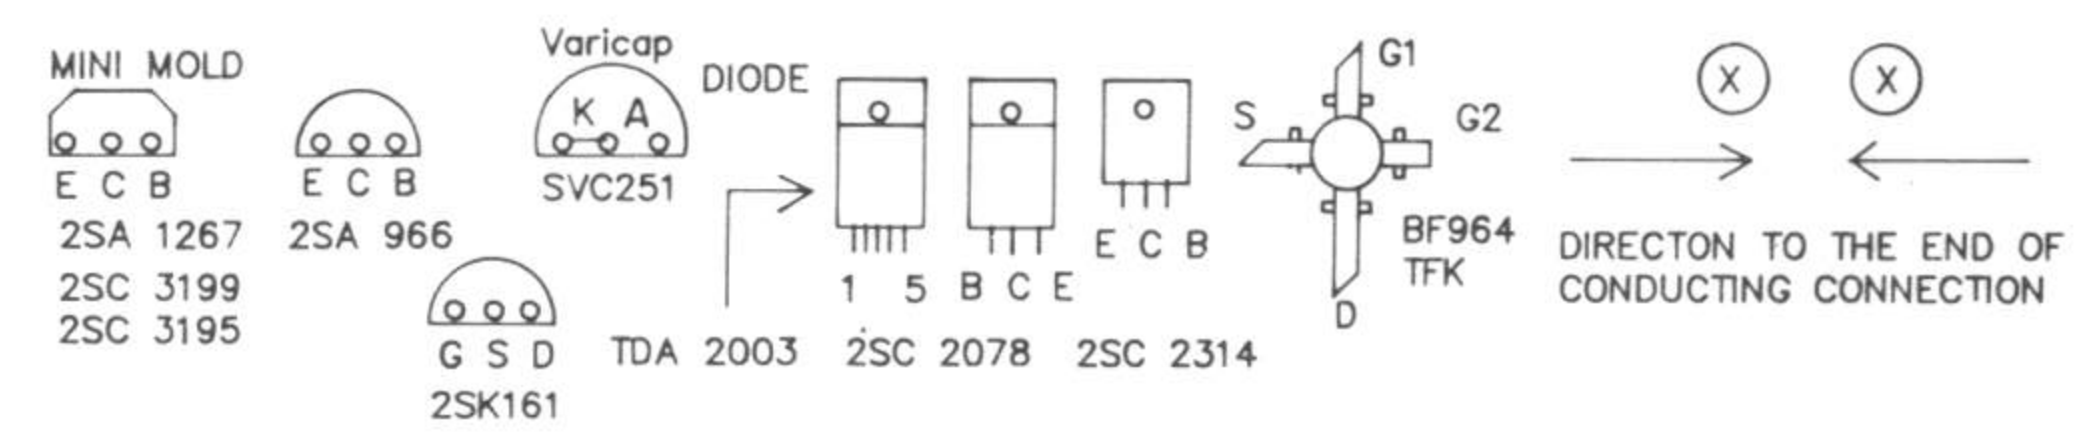 MINI MOLD
E C B
2SA 1267
2SC 3199
2SC 3195
E C B
2SA 966
G S D
2SK161
Varicap
DIODE
K A
SVC251
TDA 2003
1 5
B C E
2SC 2078
E C B
2SC 2314
G1
S
G2
D
BF964
TFK
X X
DIRECTON TO THE END OF
CONDUCTING CONNECTION